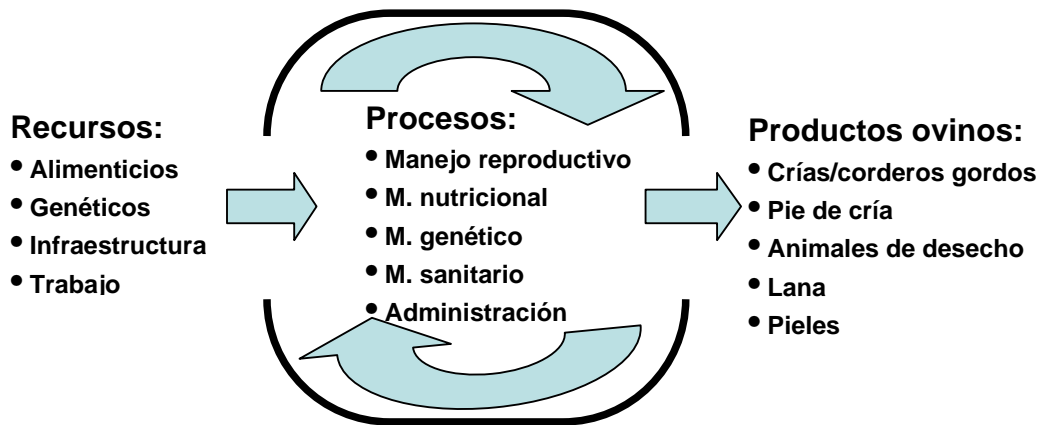 Recursos:
• Alimenticios
• Genéticos
• Infraestructura
• Trabajo
Procesos:
• Manejo reproductivo
• M. nutricional
• M. genético
• M. sanitario
• Administración
Productos ovinos:
• Crías/corderos gordos
• Pie de cría
• Animales de desecho
• Lana
• Pieles